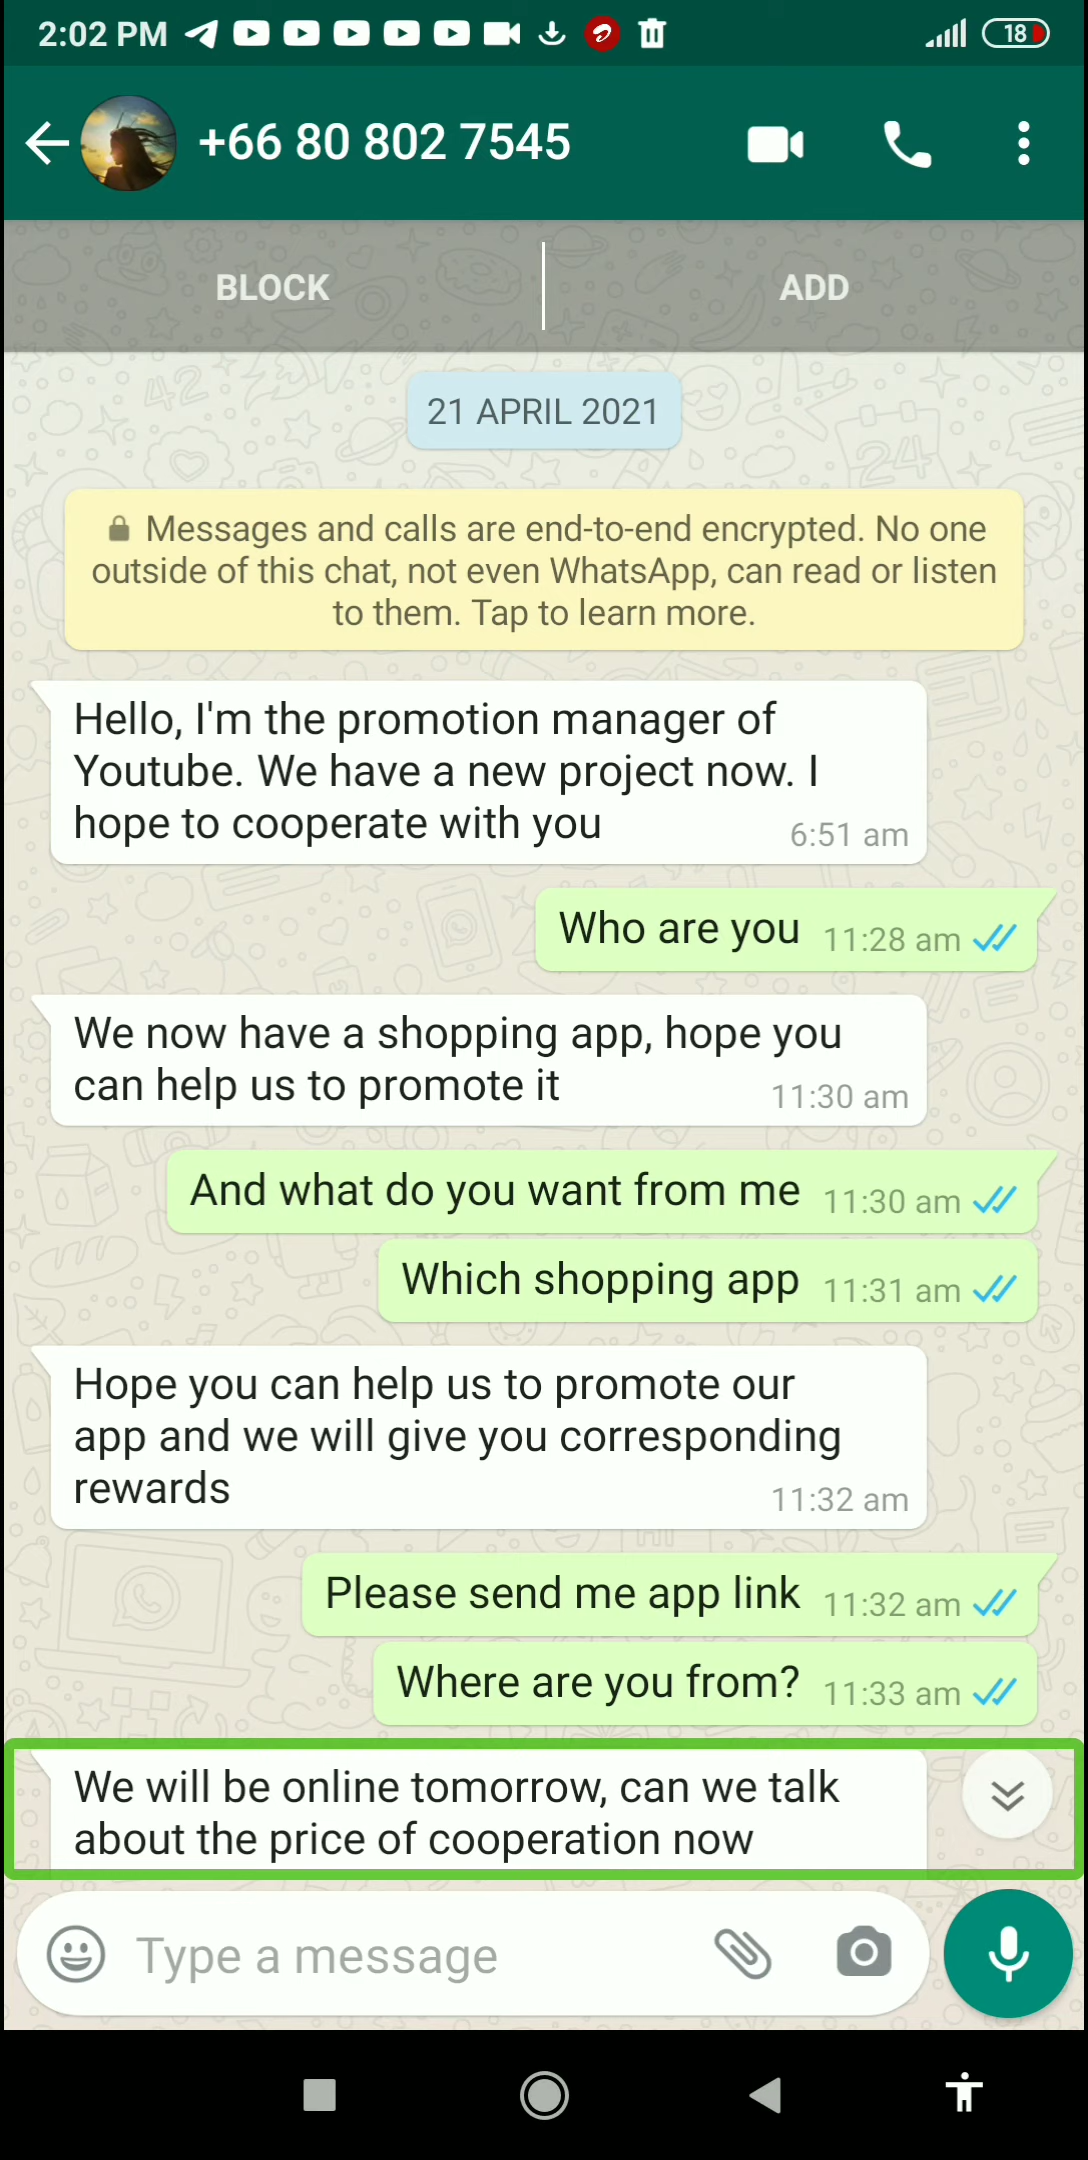 2:02 PM
18
+66 80 802 7545
BLOCK
ADD
21 APRIL 2021
Messages and calls are end-to-end encrypted. No one
outside of this chat, not even WhatsApp, can read or listen
to them. Tap to learn more.
Hello, I'm the promotion manager of
Youtube. We have a new project now. I
hope to cooperate with you
6:51 am
Who are you 11:28 am
We now have a shopping app, hope you
can help us to promote it
11:30 am
And what do you want from me 11:30 am
Which shopping app 11:31 am
Hope you can help us to promote our
app and we will give you corresponding
rewards
11:32 am
Please send me app link 11:32 am
Where are you from? 11:33 am
We will be online tomorrow, can we talk
about the price of cooperation now
Type a message